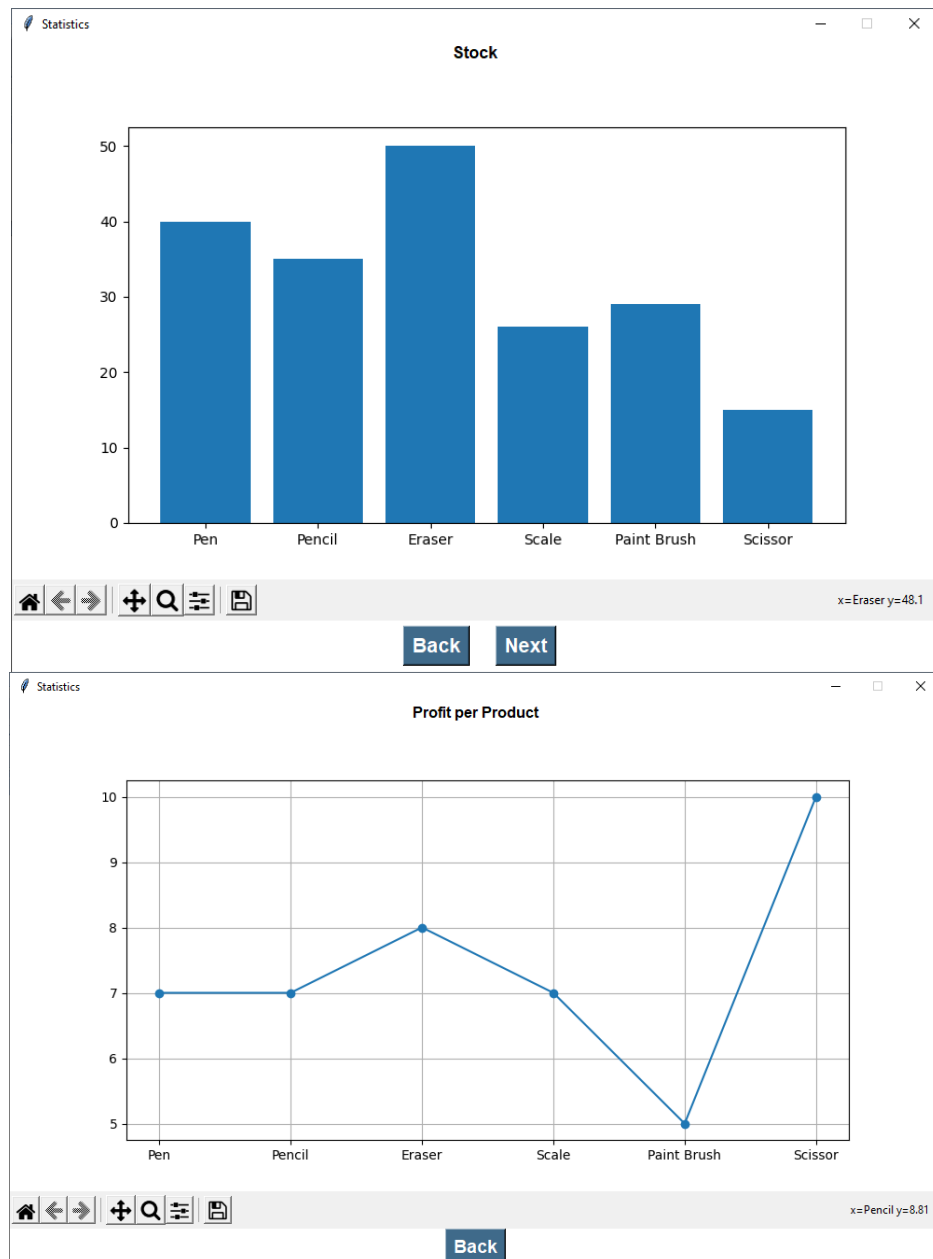 Statistics
Stock
50
40
30
20
10
0
Pen Pencil Eraser Scale Paint Brush Scissor
x=Eraser y=48.1
Back Next
Statistics
Profit per Product
10
9
8
7
6
5
Pen Pencil Eraser Scale Paint Brush Scissor
x=Pencil y=8.81
Back